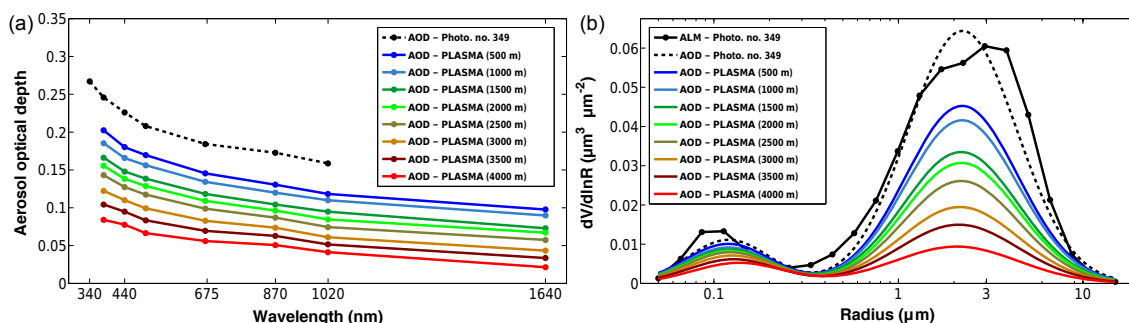 (a)
Aerosol optical depth
0.35
0.3
0.25
0.2
0.15
0.1
0.05
0
340 440 675 870 1020 1640
Wavelength (nm)
AOD – Photo. no. 349
AOD – PLASMA (500 m)
AOD – PLASMA (1000 m)
AOD – PLASMA (1500 m)
AOD – PLASMA (2000 m)
AOD – PLASMA (2500 m)
AOD – PLASMA (3000 m)
AOD – PLASMA (3500 m)
AOD – PLASMA (4000 m)
(b)
dV/dlnR (µm³ µm⁻²)
0.06
0.05
0.04
0.03
0.02
0.01
0
0.1 1 3 10
Radius (µm)
ALM – Photo. no. 349
AOD – Photo. no. 349
AOD – PLASMA (500 m)
AOD – PLASMA (1000 m)
AOD – PLASMA (1500 m)
AOD – PLASMA (2000 m)
AOD – PLASMA (2500 m)
AOD – PLASMA (3000 m)
AOD – PLASMA (3500 m)
AOD – PLASMA (4000 m)